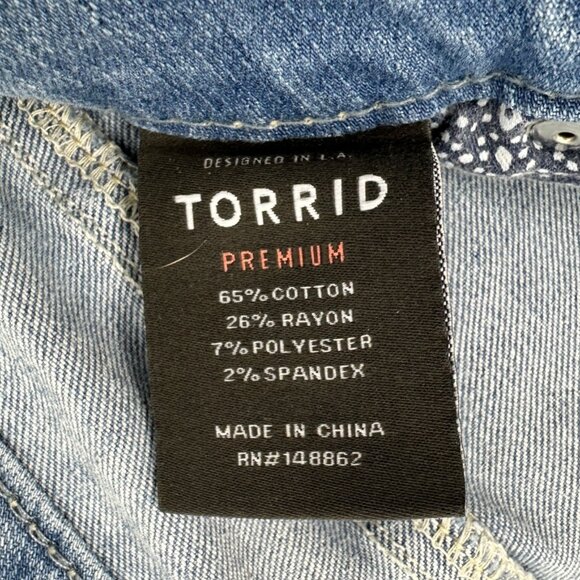 DESIGNED IN L.A.
TORRID
PREMIUM
65% COTTON
26% RAYON
7% POLYESTER
2% SPANDEX
MADE IN CHINA
RN#148862